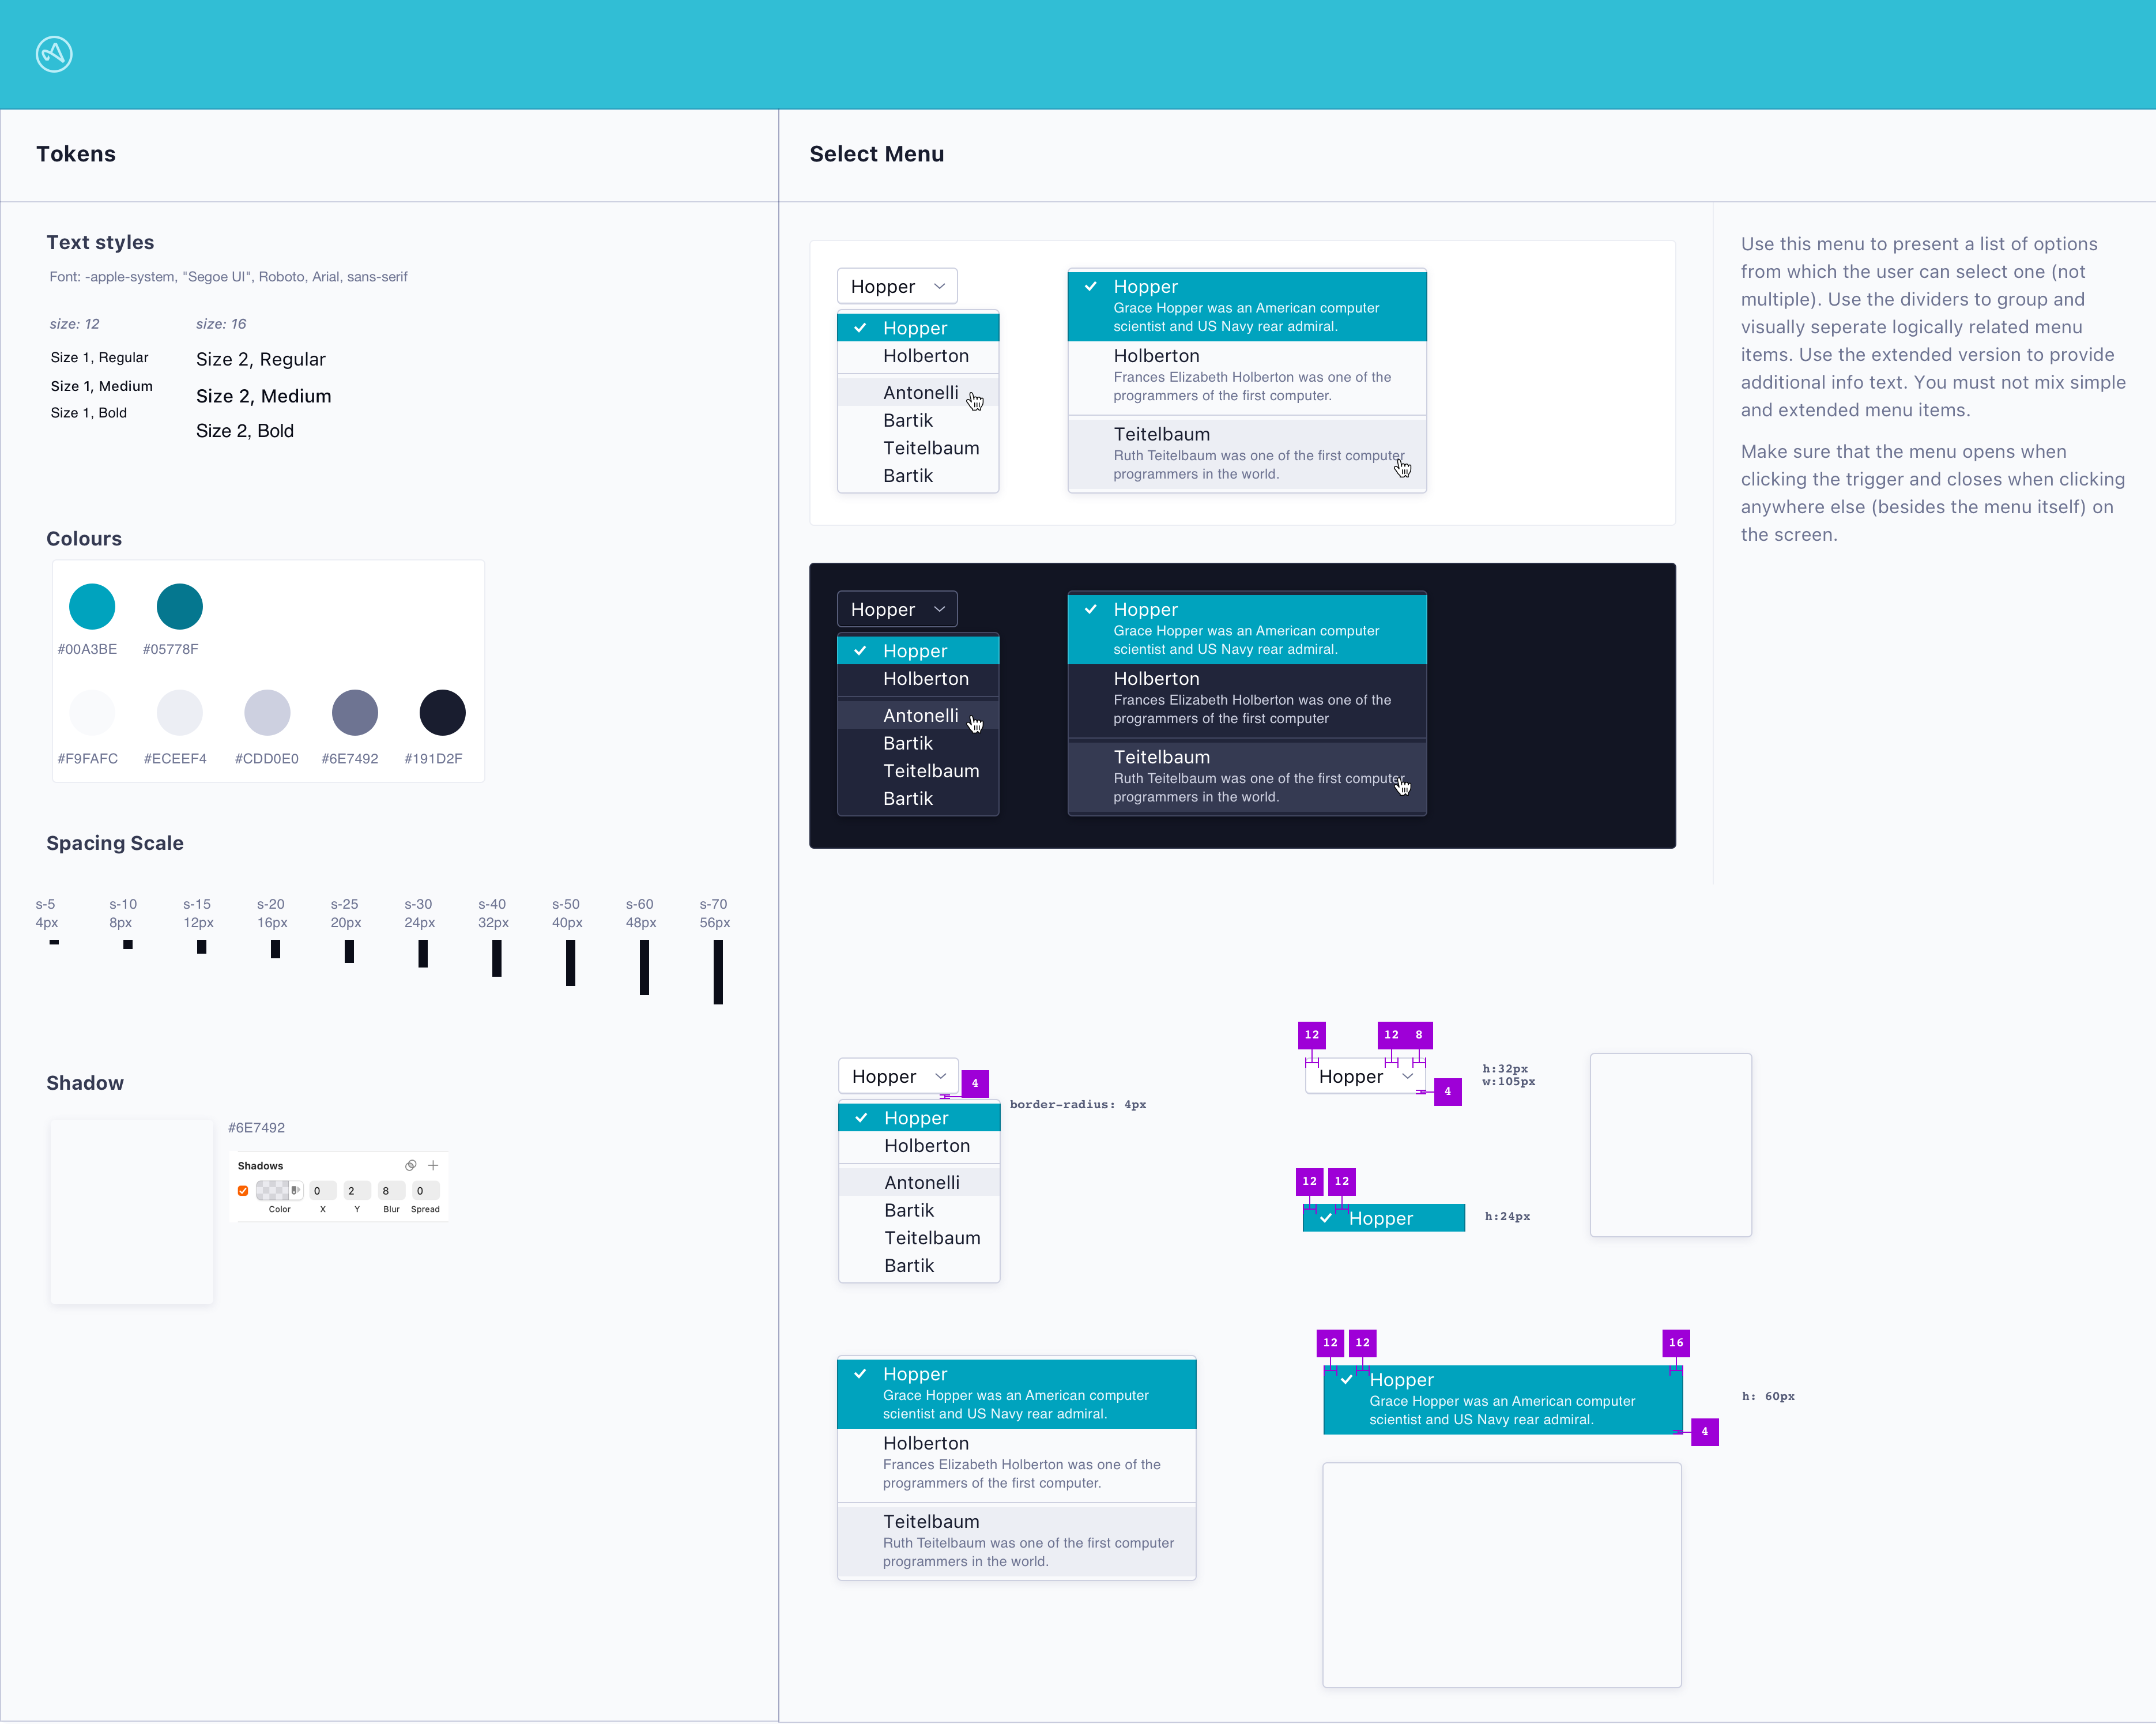 Tokens
Text styles
Font: -apple-system, "Segoe UI", Roboto, Arial, sans-serif
size: 12
size: 16
Size 1, Regular
Size 1, Medium
Size 1, Bold
Size 2, Regular
Size 2, Medium
Size 2, Bold
Colours
#00A3BE
#05778F
#F9FAFC
#ECEEF4
#CDD0E0
#6E7492
#191D2F
Spacing Scale
s-5
4px
s-10
8px
s-15
12px
s-20
16px
s-25
20px
s-30
24px
s-40
32px
s-50
40px
s-60
48px
s-70
56px
Shadow
#6E7492
Shadows
0
2
8
0
Color
X
Y
Blur
Spread
Select Menu
Hopper
Hopper
Holberton
Antonelli
Bartik
Teitelbaum
Bartik
Hopper
Grace Hopper was an American computer
scientist and US Navy rear admiral.
Holberton
Frances Elizabeth Holberton was one of the
programmers of the first computer.
Teitelbaum
Ruth Teitelbaum was one of the first computer
programmers in the world.
Hopper
Hopper
Holberton
Antonelli
Bartik
Teitelbaum
Bartik
Hopper
Grace Hopper was an American computer
scientist and US Navy rear admiral.
Holberton
Frances Elizabeth Holberton was one of the
programmers of the first computer
Teitelbaum
Ruth Teitelbaum was one of the first computer
programmers in the world.
Use this menu to present a list of options
from which the user can select one (not
multiple). Use the dividers to group and
visually seperate logically related menu
items. Use the extended version to provide
additional info text. You must not mix simple
and extended menu items.
Make sure that the menu opens when
clicking the trigger and closes when clicking
anywhere else (besides the menu itself) on
the screen.
Hopper
4
border-radius: 4px
Hopper
Holberton
Antonelli
Bartik
Teitelbaum
Bartik
12
12
8
Hopper
4
h:32px
w:105px
12
12
Hopper
h:24px
Hopper
Grace Hopper was an American computer
scientist and US Navy rear admiral.
Holberton
Frances Elizabeth Holberton was one of the
programmers of the first computer.
Teitelbaum
Ruth Teitelbaum was one of the first computer
programmers in the world.
12
12
16
Hopper
Grace Hopper was an American computer
scientist and US Navy rear admiral.
4
h: 60px